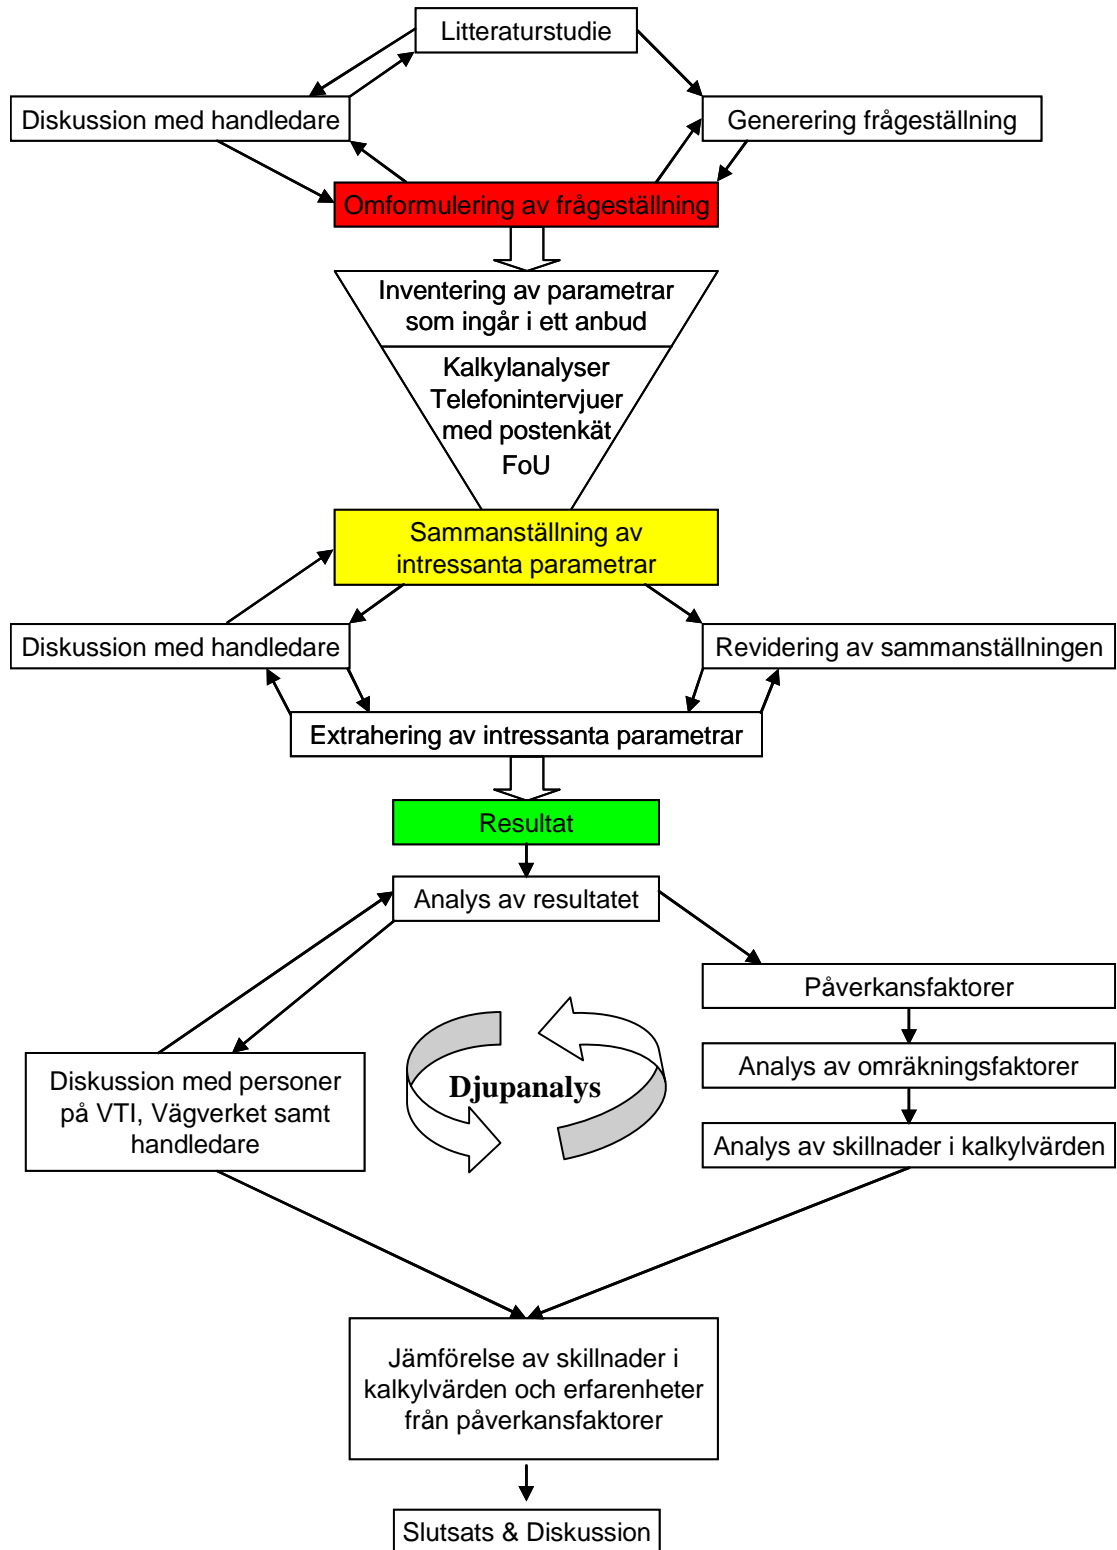 Litteraturstudie
Diskussion med handledare
Generering frågeställning
Omformulering av frågeställning
Inventering av parametrar
som ingår i ett anbud
Kalkylanalyser
Telefonintervjuer
med postenkät
FoU
Sammanställning av
intressanta parametrar
Diskussion med handledare
Revidering av sammanställningen
Extrahering av intressanta parametrar
Resultat
Analys av resultatet
Påverkansfaktorer
Analys av omräkningsfaktorer
Analys av skillnader i kalkylvärden
Djupanalys
Diskussion med personer
på VTI, Vägverket samt
handledare
Jämförelse av skillnader i
kalkylvärden och erfarenheter
från påverkansfaktorer
Slutsats & Diskussion